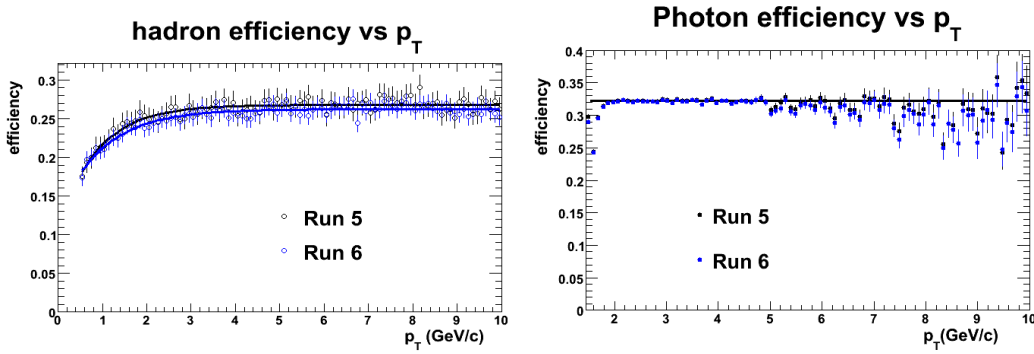 hadron efficiency vs pT
efficiency
0.3
0.25
0.2
0.15
0.1
0.05
0
Run 5
Run 6
0 1 2 3 4 5 6 7 8 9 10
pT (GeV/c)
Photon efficiency vs pT
efficiency
0.4
0.35
0.3
0.25
0.2
0.15
0.1
0.05
0
Run 5
Run 6
2 3 4 5 6 7 8 9 10
pT(GeV/c)